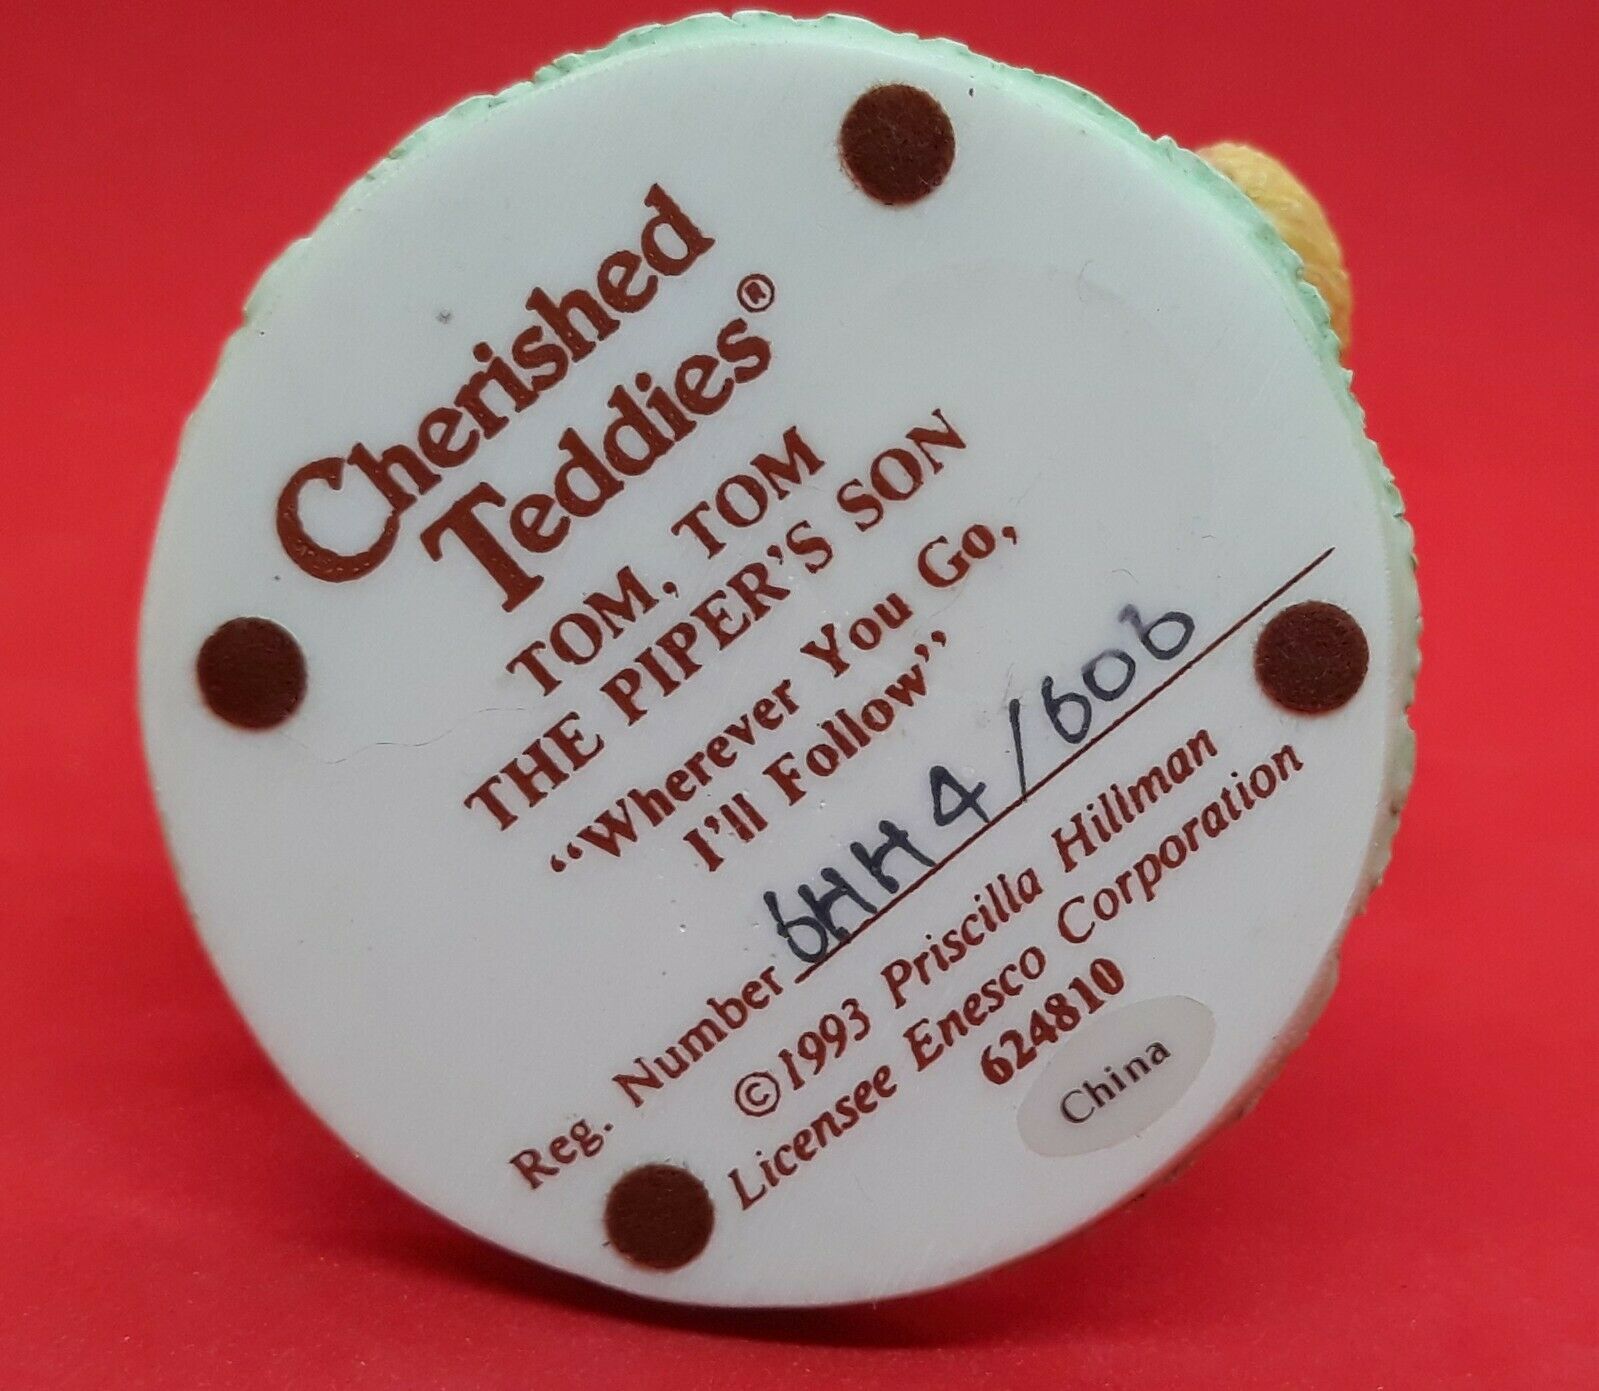 Cherished
Teddies®
TOM, TOM
THE PIPER'S SON
“Wherever You Go,
I'll Follow”
Reg. Number 6HH4/606
©1993 Priscilla Hillman
Licensee Enesco Corporation
624810
China